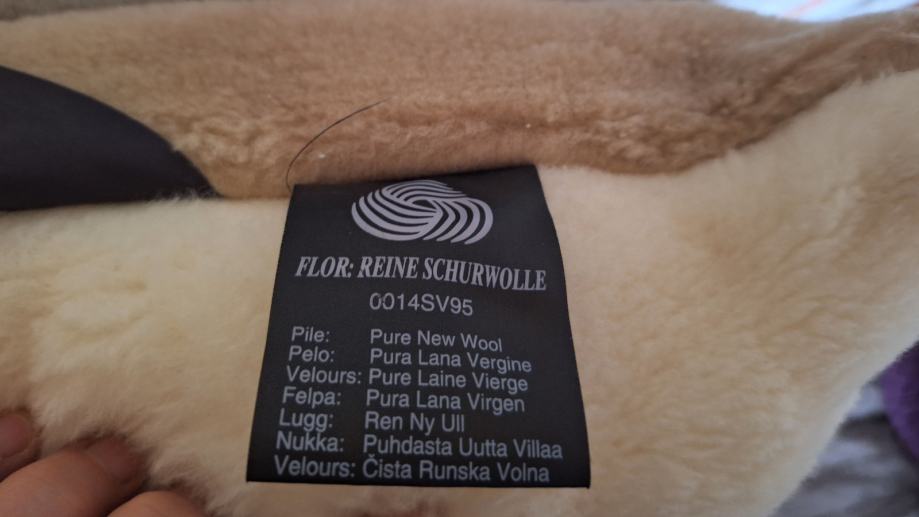 FLOR: REINE SCHURWOLLE
0014SV95
Pile: Pure New Wool
Pelo: Pura Lana Vergine
Velours: Pure Laine Vierge
Felpa: Pura Lana Virgen
Lugg: Ren Ny Ull
Nukka: Puhdasta Uutta Villaa
Velours: Čista Runska Volna